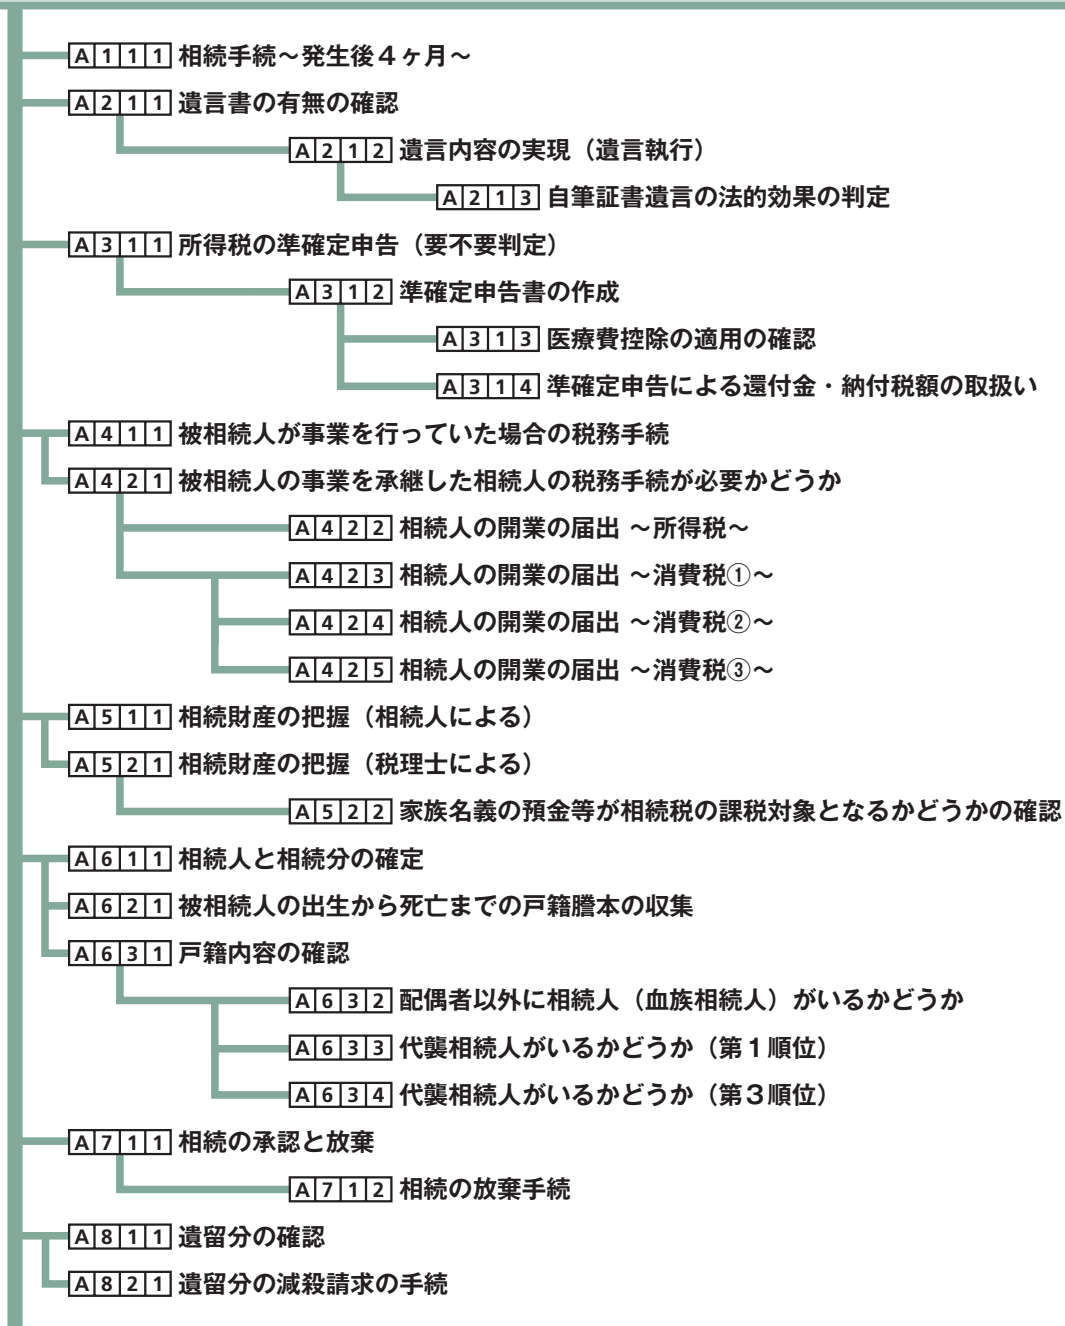 A111 相続手続～発生後４ヶ月～
A211 遺言書の有無の確認
A212 遺言内容の実現（遺言執行）
A213 自筆証書遺言の法的効果の判定
A311 所得税の準確定申告（要不要判定）
A312 準確定申告書の作成
A313 医療費控除の適用の確認
A314 準確定申告による還付金・納付税額の取扱い
A411 被相続人が事業を行っていた場合の税務手続
A421 被相続人の事業を承継した相続人の税務手続が必要かどうか
A422 相続人の開業の届出 ～所得税～
A423 相続人の開業の届出 ～消費税①～
A424 相続人の開業の届出 ～消費税②～
A425 相続人の開業の届出 ～消費税③～
A511 相続財産の把握（相続人による）
A521 相続財産の把握（税理士による）
A522 家族名義の預金等が相続税の課税対象となるかどうかの確認
A611 相続人と相続分の確定
A621 被相続人の出生から死亡までの戸籍謄本の収集
A631 戸籍内容の確認
A632 配偶者以外に相続人（血族相続人）がいるかどうか
A633 代襲相続人がいるかどうか（第１順位）
A634 代襲相続人がいるかどうか（第３順位）
A711 相続の承認と放棄
A712 相続の放棄手続
A811 遺留分の確認
A821 遺留分の減殺請求の手続